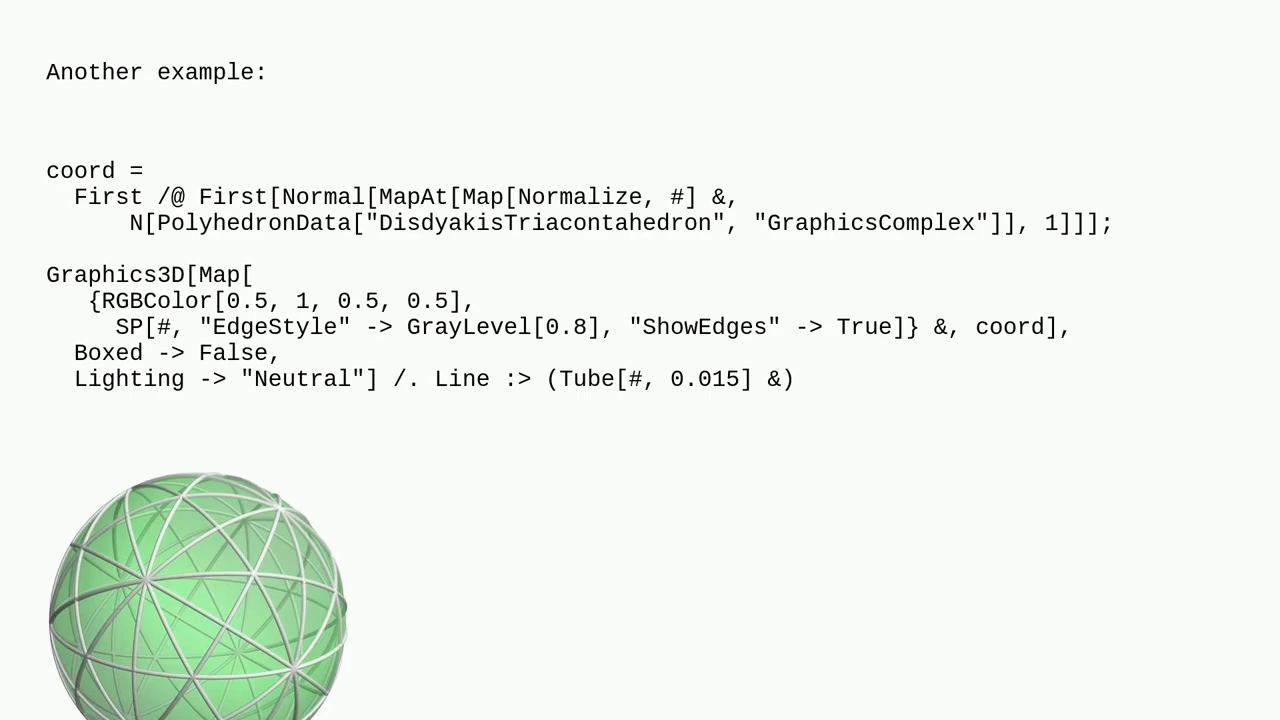 Another example:
coord =
First /@ First[Normal[MapAt[Map[Normalize, #] &,
N[PolyhedronData["DisdyakisTriacontahedron", "GraphicsComplex"]], 1]]];
Graphics3D[Map[
{RGBColor[0.5, 1, 0.5, 0.5],
SP[#, "EdgeStyle" -> GrayLevel[0.8], "ShowEdges" -> True]} &, coord],
Boxed -> False,
Lighting -> "Neutral"] /. Line :> (Tube[#, 0.015] &)